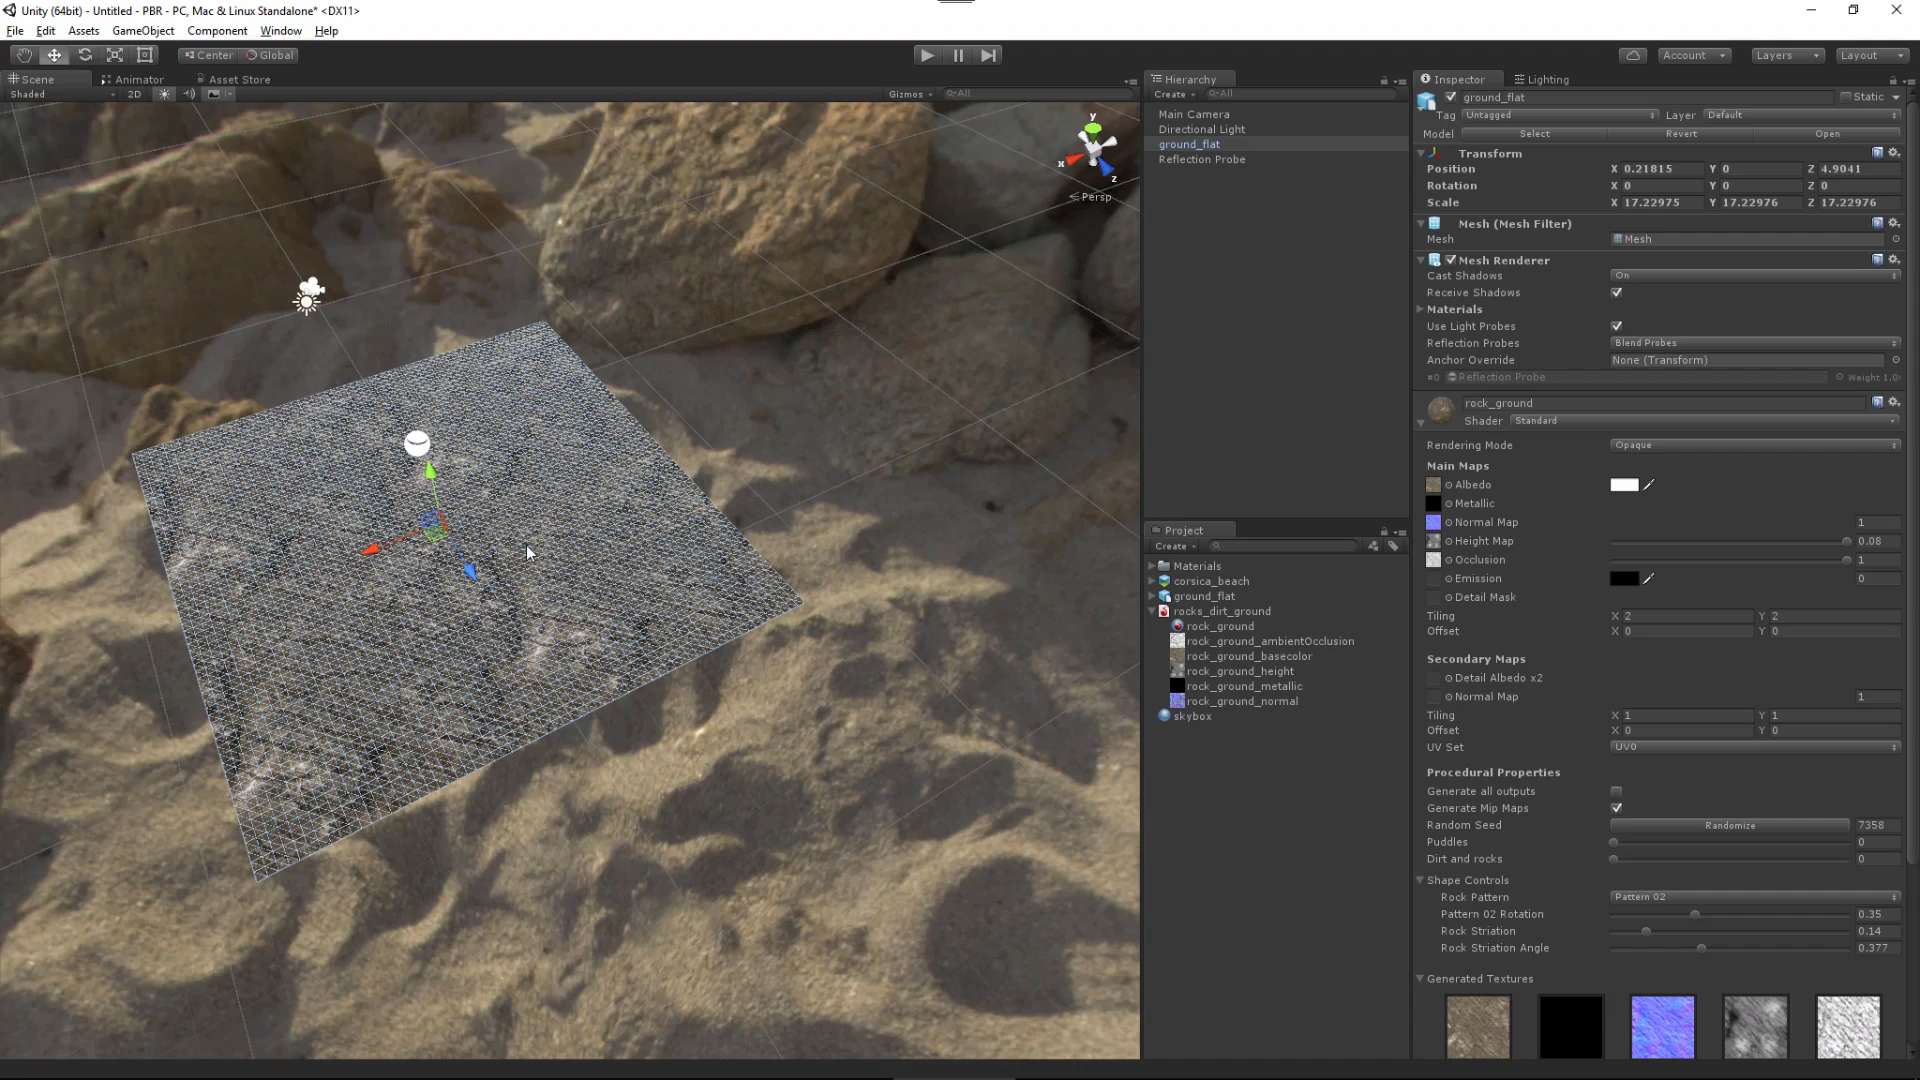 Unity (64bit) - Untitled - PBR - PC, Mac & Linux Standalone* <DX11>
File Edit Assets GameObject Component Window Help
Center Global Account Layers Layout
Scene Animator Asset Store
Shaded 2D Gizmos All
y
x
z
Persp
Hierarchy
Create All
Main Camera
Directional Light
ground_flat
Reflection Probe
Project
Create
Materials
corsica_beach
ground_flat
rocks_dirt_ground
rock_ground
rock_ground_ambientOcclusion
rock_ground_basecolor
rock_ground_height
rock_ground_metallic
rock_ground_normal
skybox
Inspector Lighting
ground_flat Static
Tag Untagged Layer Default
Model Select Revert Open
Transform
Position X 0.21815 Y 0 Z 4.9041
Rotation X 0 Y 0 Z 0
Scale X 17.22975 Y 17.22976 Z 17.22976
Mesh (Mesh Filter)
Mesh Mesh
Mesh Renderer
Cast Shadows On
Receive Shadows
Materials
Use Light Probes
Reflection Probes Blend Probes
Anchor Override None (Transform)
#0 Reflection Probe Weight 1.0
rock_ground
Shader Standard
Rendering Mode Opaque
Main Maps
Albedo
Metallic
Normal Map 1
Height Map 0.08
Occlusion 1
Emission 0
Detail Mask
Tiling X 2 Y 2
Offset X 0 Y 0
Secondary Maps
Detail Albedo x2
Normal Map 1
Tiling X 1 Y 1
Offset X 0 Y 0
UV Set UV0
Procedural Properties
Generate all outputs
Generate Mip Maps
Random Seed Randomize 7358
Puddles 0
Dirt and rocks 0
Shape Controls
Rock Pattern Pattern 02
Pattern 02 Rotation 0.35
Rock Striation 0.14
Rock Striation Angle 0.377
Generated Textures